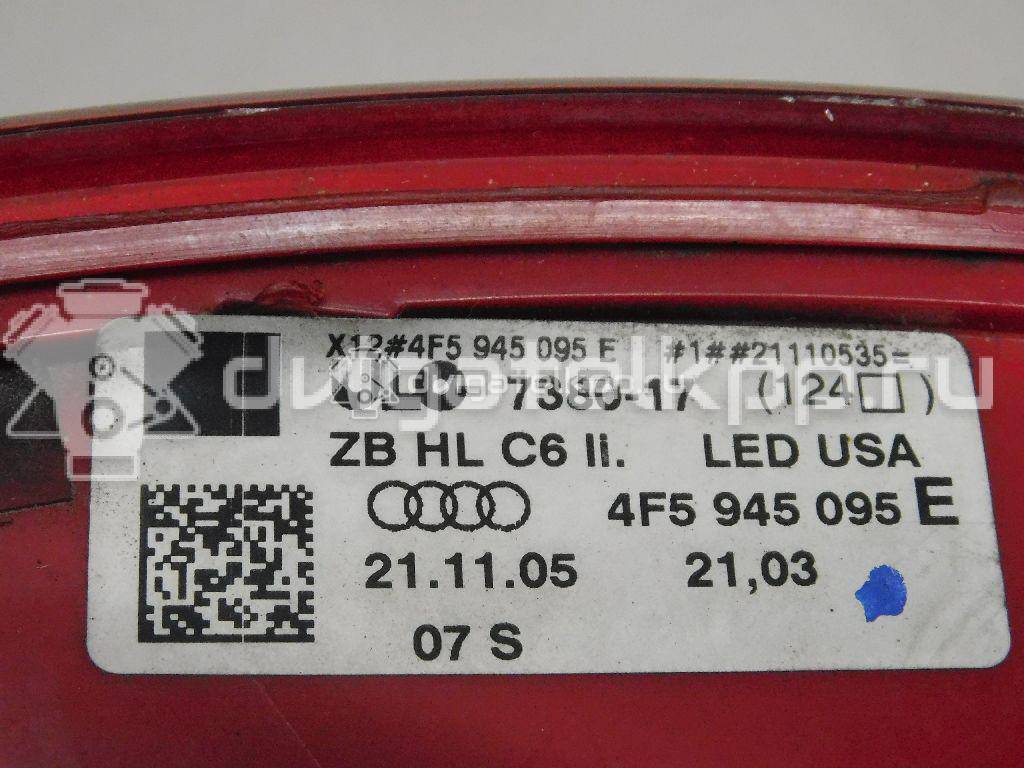 X12#4F5 945 095 E #1##21110535=
7380-17 (124□)
ZB HL C6 li. LED USA
4F5 945 095 E
21.11.05 21,03
07 S